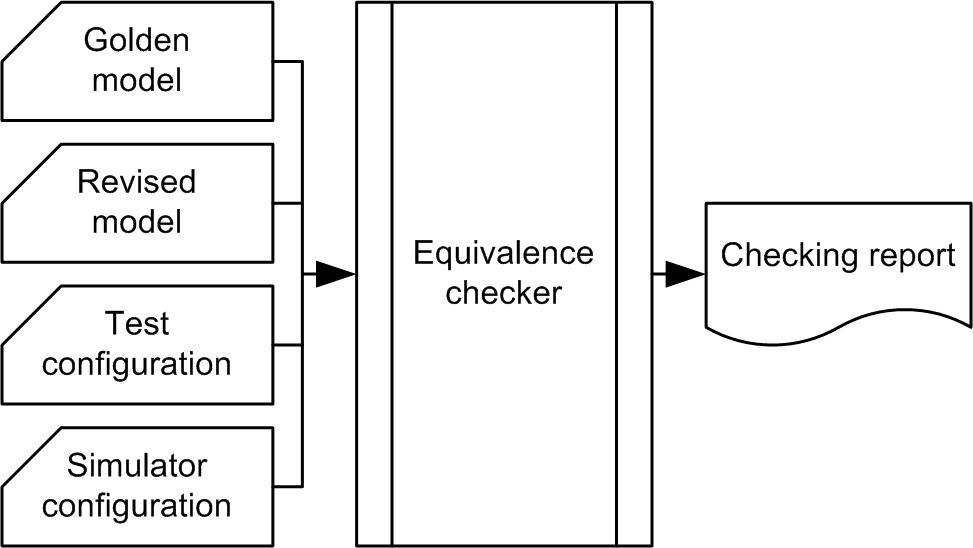 Golden
model
Revised
model
Test
configuration
Simulator
configuration
Equivalence
checker
Checking report